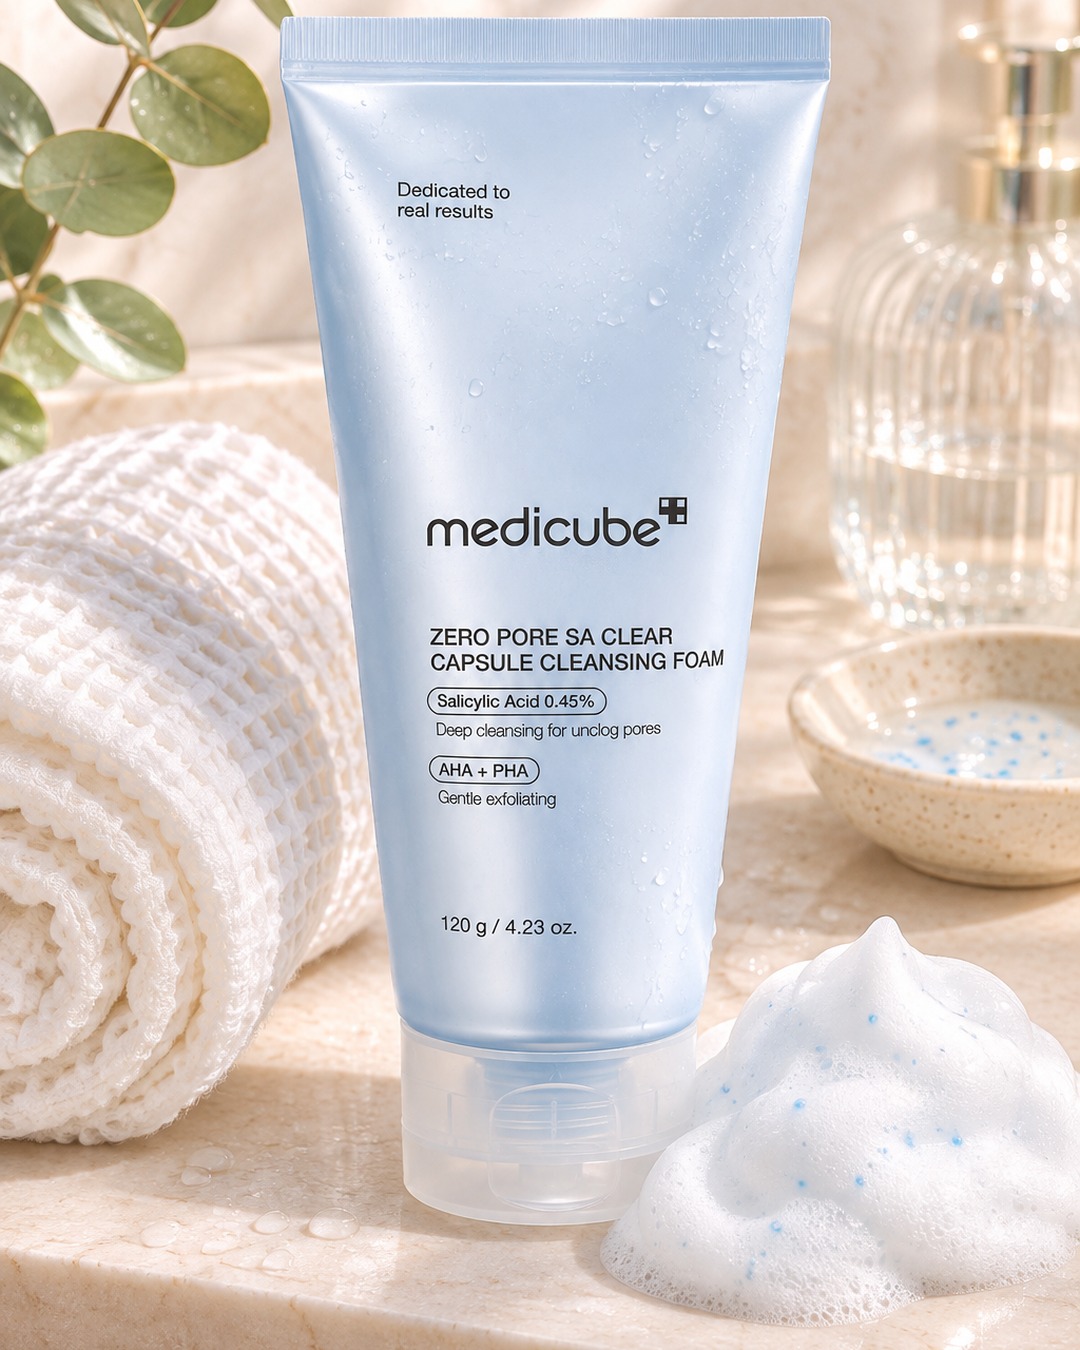 Dedicated to
real results
medicube
ZERO PORE SA CLEAR
CAPSULE CLEANSING FOAM
Salicylic Acid 0.45%
Deep cleansing for unclog pores
AHA + PHA
Gentle exfoliating
120 g / 4.23 oz.